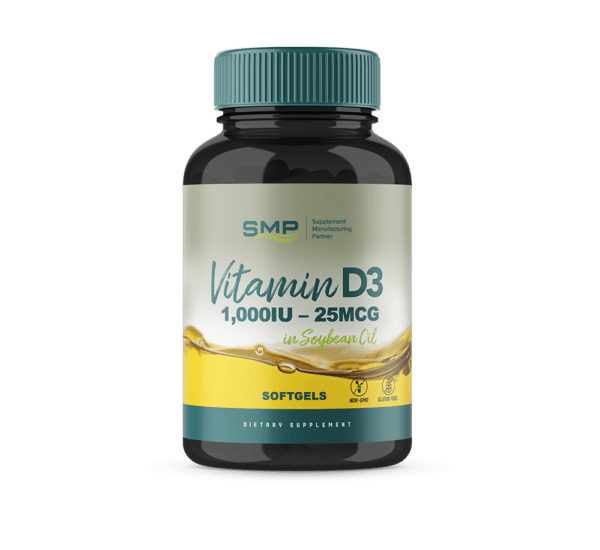 SMP
Supplement
Manufacturing
Partner
Vitamin D3
1,000IU – 25MCG
in Soybean Oil
SOFTGELS
NON-GMO
GLUTEN FREE
DIETARY SUPPLEMENT